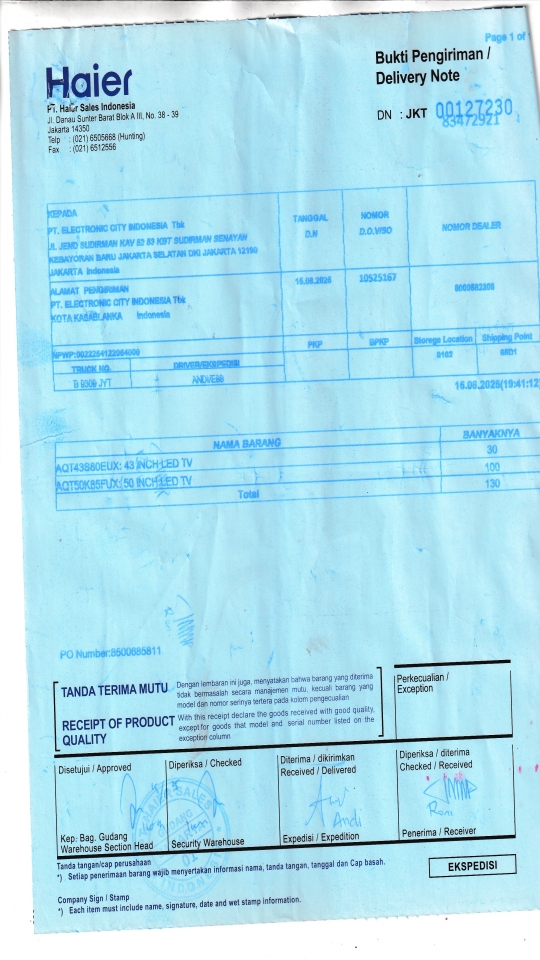 Page 1 of
Haier
Bukti Pengiriman /
Delivery Note
PT. Haier Sales Indonesia
Jl. Danau Sunter Barat Blok A III, No. 38 - 39
Jakarta 14350
Telp : (021) 6505668 (Hunting)
Fax : (021) 6512556
DN : JKT 00127230
83472921
KEPADA
PT. ELECTRONIC CITY INDONESIA Tbk
JL JEND SUDIRMAN KAV 52 53 KBT SUDIRMAN SENAYAN
KEBAYORAN BARU JAKARTA SELATAN DKI JAKARTA 12190
JAKARTA Indonesia
TANGGAL
D.N
NOMOR
D.O.VISO
NOMOR DEALER
ALAMAT PENGIRIMAN
PT. ELECTRONIC CITY INDONESIA Tbk
KOTA KASABLANKA Indonesia
16.08.2025
10525167
NPWP:
PKP
BPKP
Storege Location
Shipping Point
0102
TRUCK NO.
DRIVER/EKSPEDISI
B 9309 JYT
16.08.2025(19:41:12
NAMA BARANG
BANYAKNYA
AQT43S80EUX: 43 INCH LED TV
30
AQT50K85FUX: 50 INCH LED TV
100
Total
130
PO Number:8500685811
TANDA TERIMA MUTU
Dengan lembaran ini juga, menyatakan bahwa barang yang diterima
tidak bermasalah secara manajemen mutu, kecuali barang yang
model dan nomor serinya tertera pada kolom pengecualian
RECEIPT OF PRODUCT
QUALITY
With this receipt declare the goods received with good quality,
except for goods that model and serial number listed on the
exception column
Perkecualian /
Exception
Disetujui / Approved
Diperiksa / Checked
Diterima / dikirimkan
Received / Delivered
Diperiksa / diterima
Checked / Received
Andi
Roni
Kep. Bag. Gudang
Warehouse Section Head
Security Warehouse
Expedisi / Expedition
Penerima / Receiver
Tanda tangan/cap perusahaan
*) Setiap penerimaan barang wajib menyertakan informasi nama, tanda tangan, tanggal dan Cap basah.
EKSPEDISI
Company Sign / Stamp
*) Each item must include name, signature, date and wet stamp information.